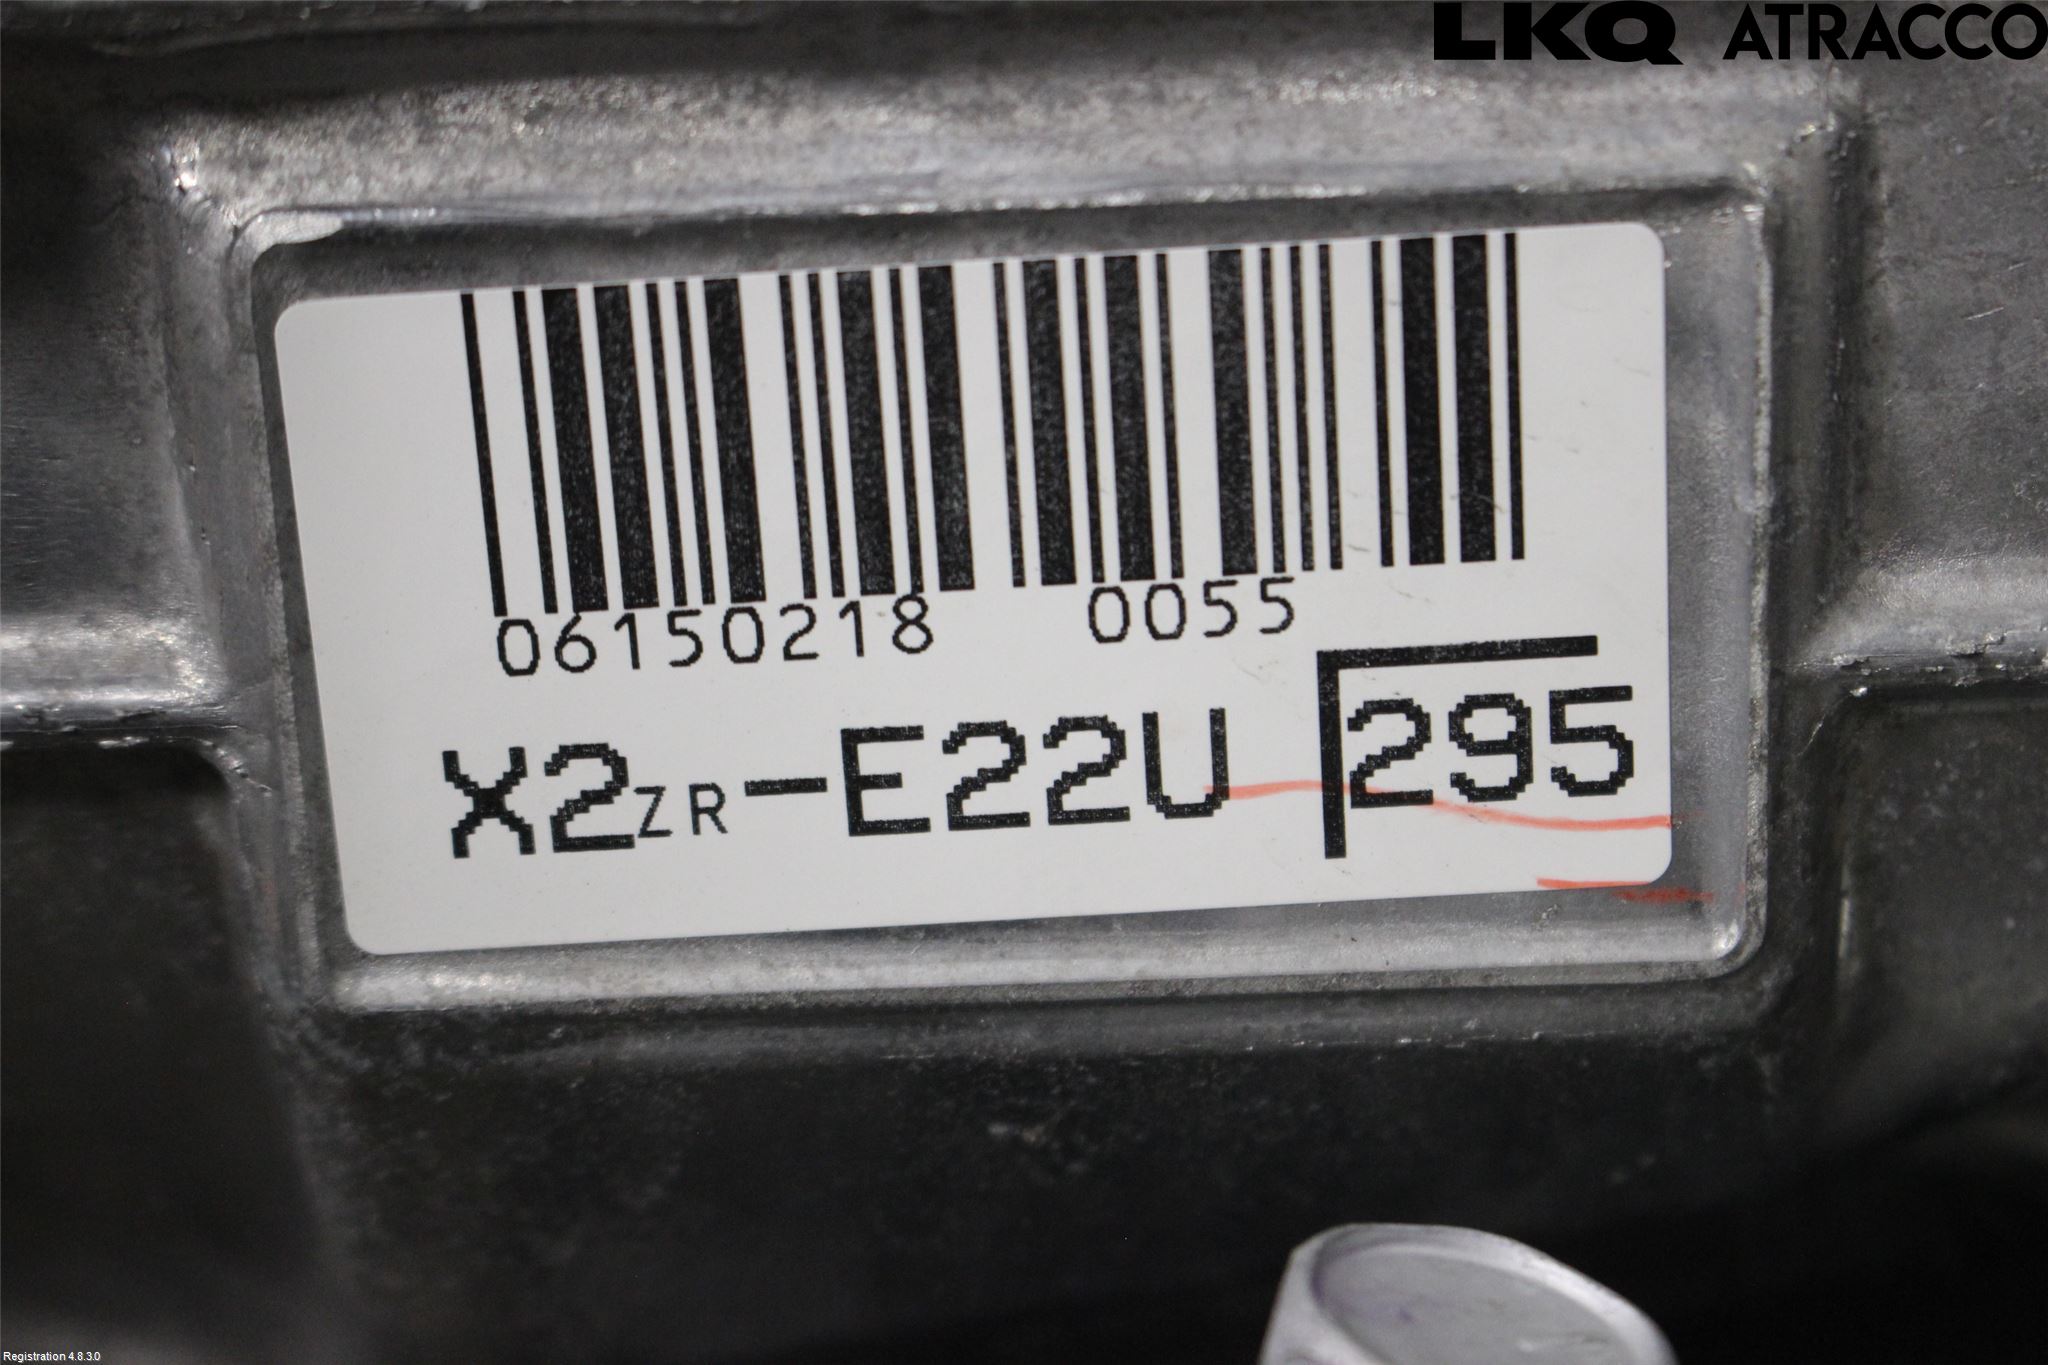 LKQ ATRACCO
06150218 0055
X2ZR-E22U 295
Registration 4.8.3.0